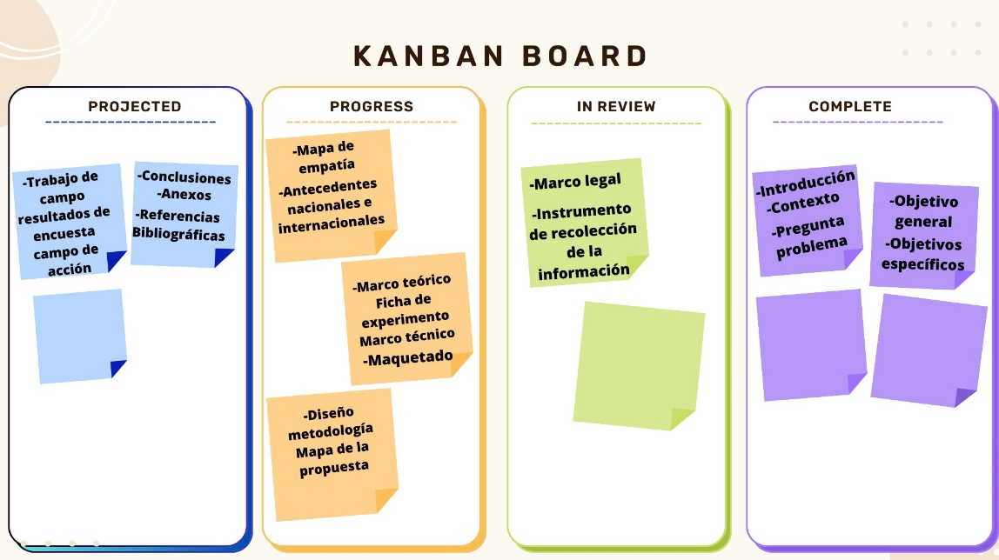 KANBAN BOARD
PROJECTED
-Trabajo de
campo
resultados de
encuesta
campo de
acción
-Conclusiones
-Anexos
-Referencias
Bibliográficas
PROGRESS
-Mapa de
empatía
-Antecedentes
nacionales e
internacionales
-Marco teórico
Ficha de
experimento
Marco técnico
-Maquetado
-Diseño
metodología
Mapa de la
propuesta
IN REVIEW
-Marco legal
-Instrumento
de recolección
de la
información
COMPLETE
-Introducción
-Contexto
-Pregunta
problema
-Objetivo
general
-Objetivos
específicos